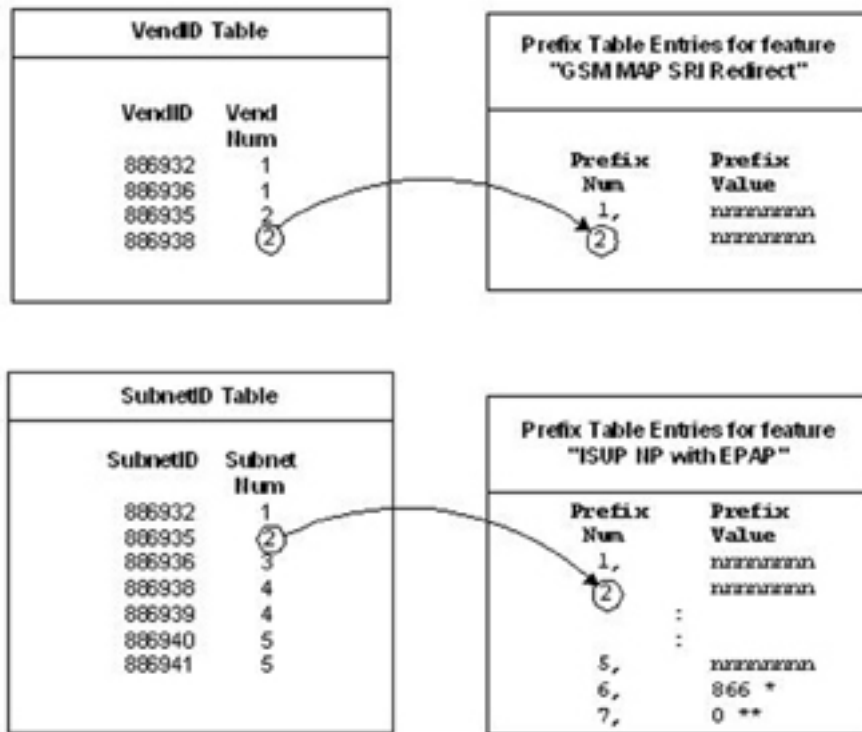 VendID Table
VendID Vend
Num
886932 1
886936 1
886935 2
886938 2
Prefix Table Entries for feature
"GSM MAP SRI Redirect"
Prefix Prefix
Num Value
1, nnnnnnnn
2 nnnnnnnn
SubnetID Table
SubnetID Subnet
Num
886932 1
886935 2
886936 3
886938 4
886939 4
886940 5
886941 5
Prefix Table Entries for feature
"ISUP NP with EPAP"
Prefix Prefix
Num Value
1, nnnnnnnn
2 nnnnnnnn
:
:
5, nnnnnnnn
6, 866 *
7, 0 **